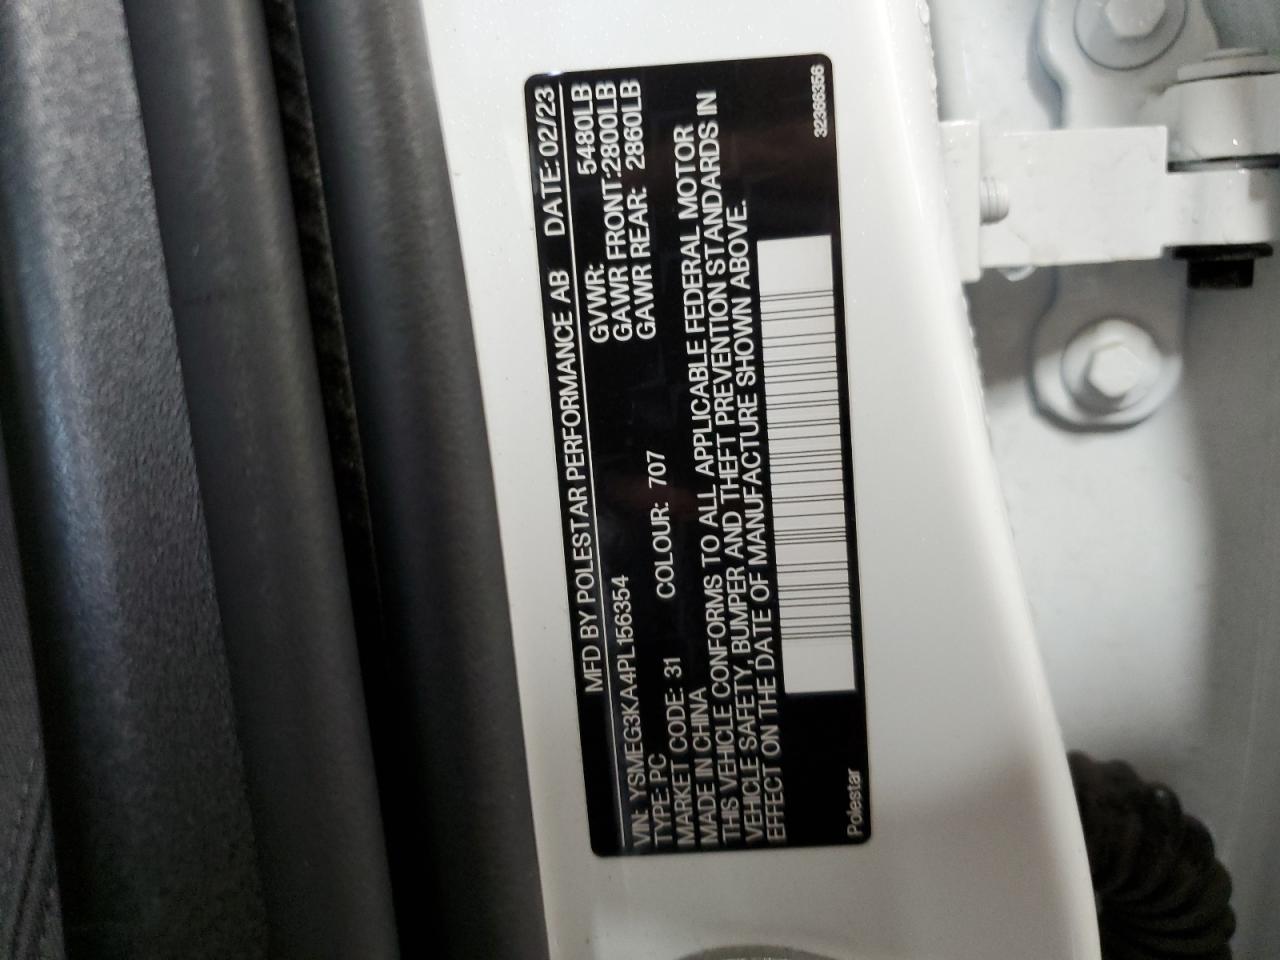 MFD BY POLESTAR PERFORMANCE AB DATE: 02/23
VIN: YSMEG3KA4PL156354 GVWR: 5480LB
TYPE: PC GAWR FRONT: 2800LB
MARKET CODE: 31 COLOUR: 707 GAWR REAR: 2860LB
MADE IN CHINA
THIS VEHICLE CONFORMS TO ALL APPLICABLE FEDERAL MOTOR
VEHICLE SAFETY, BUMPER AND THEFT PREVENTION STANDARDS IN
EFFECT ON THE DATE OF MANUFACTURE SHOWN ABOVE.
Polestar 32366356